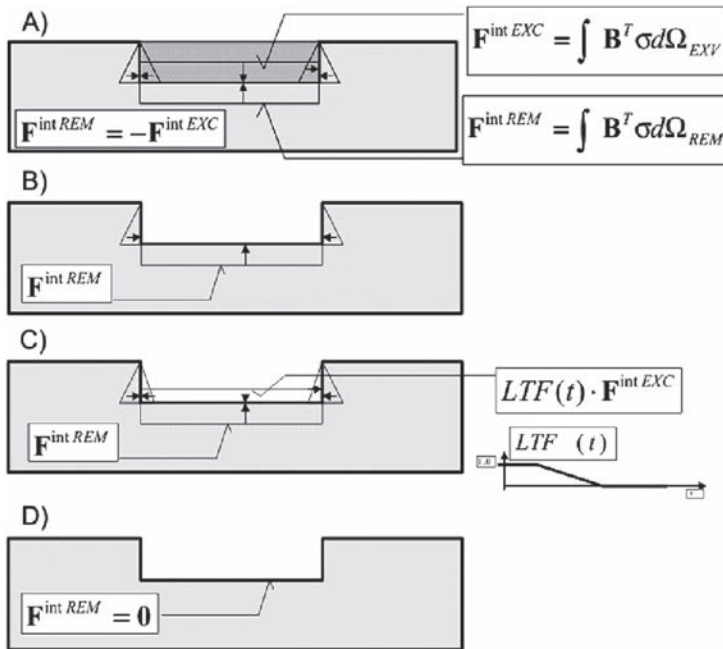 A)
F^int EXC = ∫ B^T σdΩ_EXV
F^int REM = −F^int EXC
F^int REM = ∫ B^T σdΩ_REM
B)
F^int REM
C)
LTF(t)·F^int EXC
F^int REM
LTF (t)
D)
F^int REM = 0